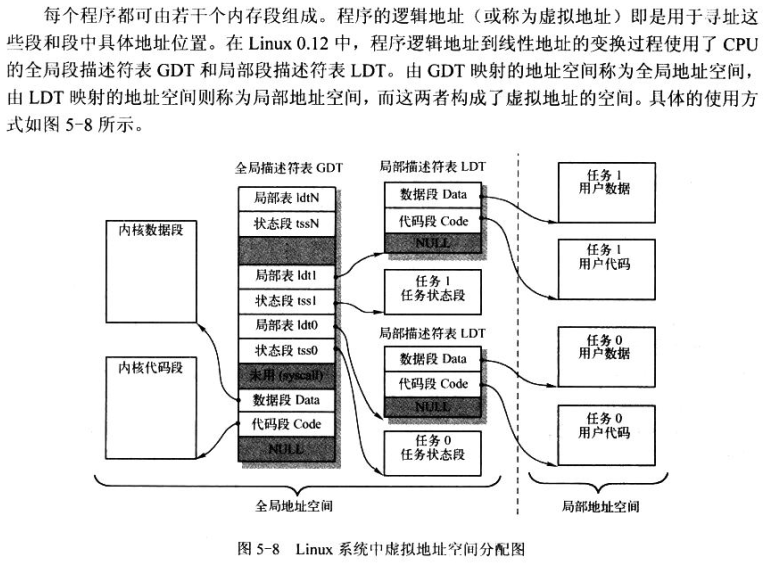 每个程序都可由若干个内存段组成。程序的逻辑地址（或称为虚拟地址）即是用于寻址这
些段和段中具体地址位置。在 Linux 0.12 中，程序逻辑地址到线性地址的变换过程使用了 CPU
的全局段描述符表 GDT 和局部段描述符表 LDT。由 GDT 映射的地址空间称为全局地址空间，
由 LDT 映射的地址空间则称为局部地址空间，而这两者构成了虚拟地址的空间。具体的使用方
式如图 5-8 所示。
全局描述符表 GDT
局部表 ldtN
状态段 tssN
局部表 ldt1
状态段 tss1
局部表 ldt0
状态段 tss0
未用 (syscall)
数据段 Data
代码段 Code
NULL
内核数据段
内核代码段
局部描述符表 LDT
数据段 Data
代码段 Code
NULL
任务 1
任务状态段
局部描述符表 LDT
数据段 Data
代码段 Code
NULL
任务 0
任务状态段
任务 1
用户数据
任务 1
用户代码
任务 0
用户数据
任务 0
用户代码
全局地址空间
局部地址空间
图 5-8 Linux 系统中虚拟地址空间分配图